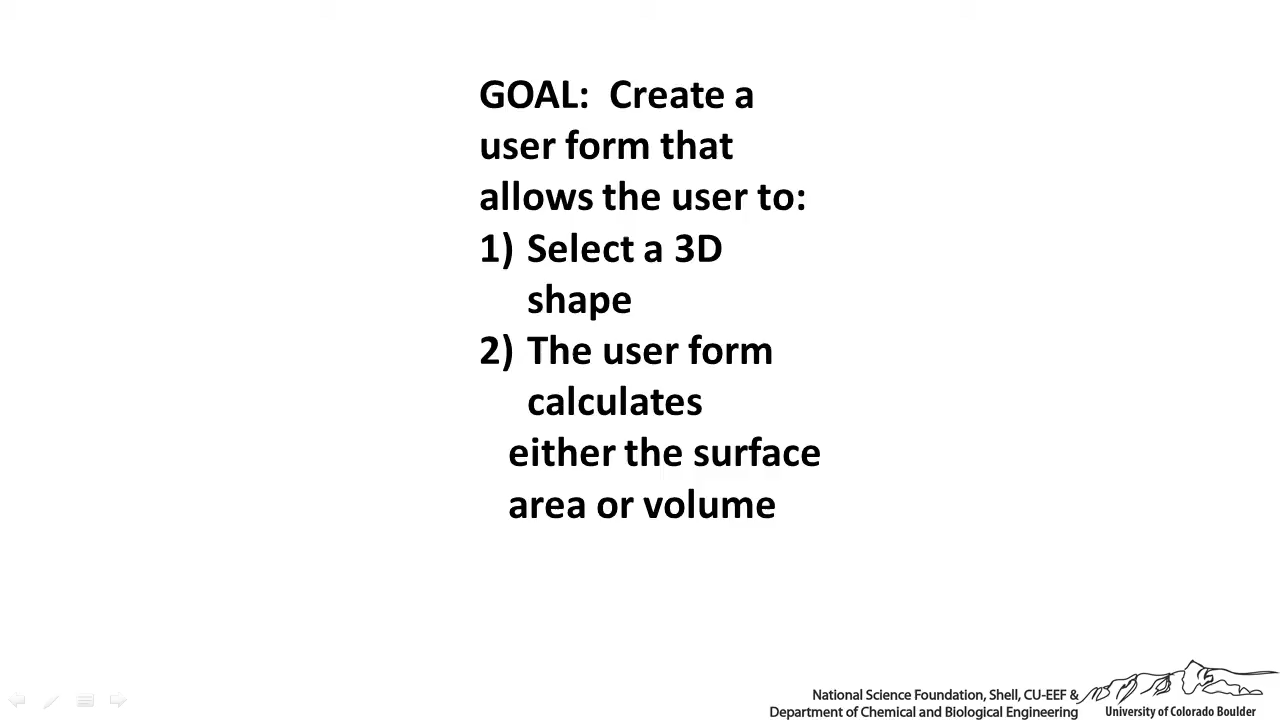 GOAL:  Create a
user form that
allows the user to:
1) Select a 3D
shape
2) The user form
calculates
either the surface
area or volume
National Science Foundation, Shell, CU-EEF &
Department of Chemical and Biological Engineering
University of Colorado Boulder